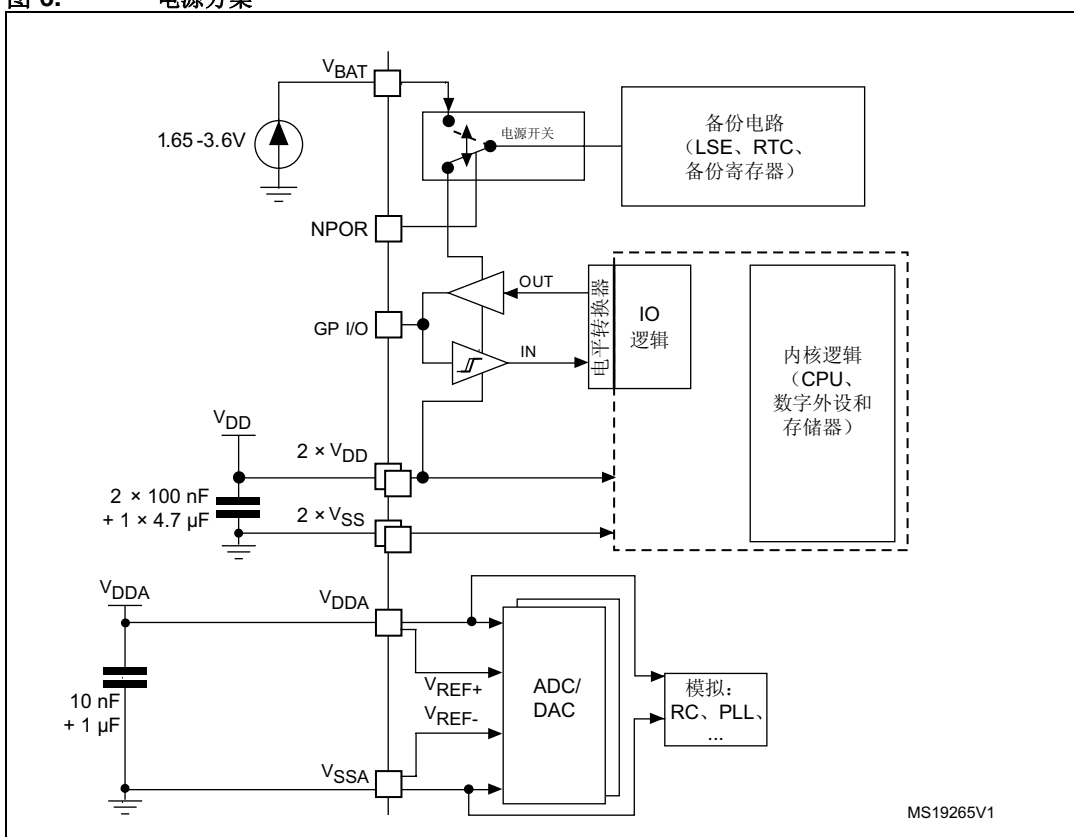 图 6. 电源方案
VBAT
1.65-3.6V
电源开关
备份电路
（LSE、RTC、
备份寄存器）
NPOR
OUT
GP I/O
IN
电平转换器
IO
逻辑
内核逻辑
（CPU、
数字外设和
存储器）
VDD
2 × VDD
2 × 100 nF
+ 1 × 4.7 µF
2 × VSS
VDDA
VDDA
10 nF
+ 1 µF
VREF+
VREF-
ADC/
DAC
模拟：
RC、PLL、
...
VSSA
MS19265V1